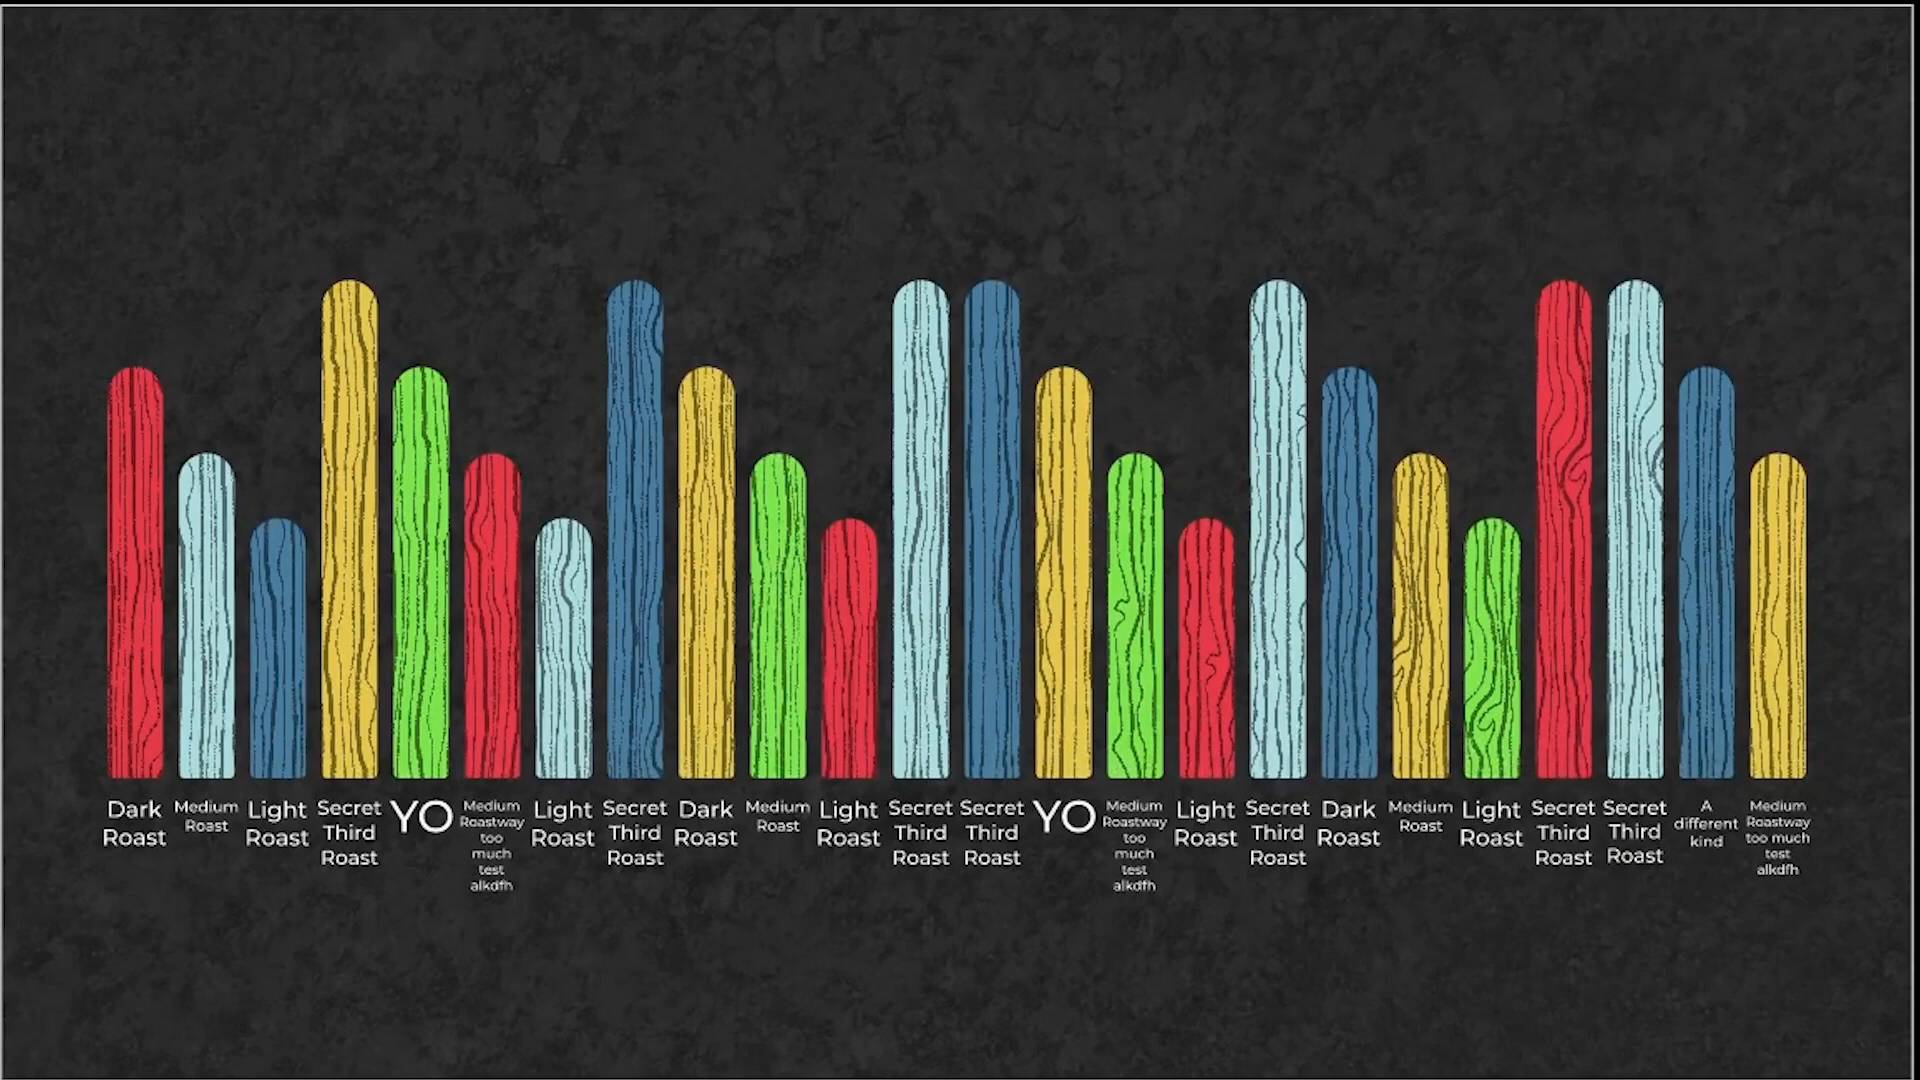 Dark
Roast
Medium
Roast
Light
Roast
Secret
Third
Roast
YO
Medium
Roastway
too
much
test
alkdfh
Light
Roast
Secret
Third
Roast
Dark
Roast
Medium
Roast
Light
Roast
Secret
Third
Roast
Secret
Third
Roast
YO
Medium
Roastway
too
much
test
alkdfh
Light
Roast
Secret
Third
Roast
Dark
Roast
Medium
Roast
Light
Roast
Secret
Third
Roast
Secret
Third
Roast
A
different
kind
Medium
Roastway
too much
test
alkdfh